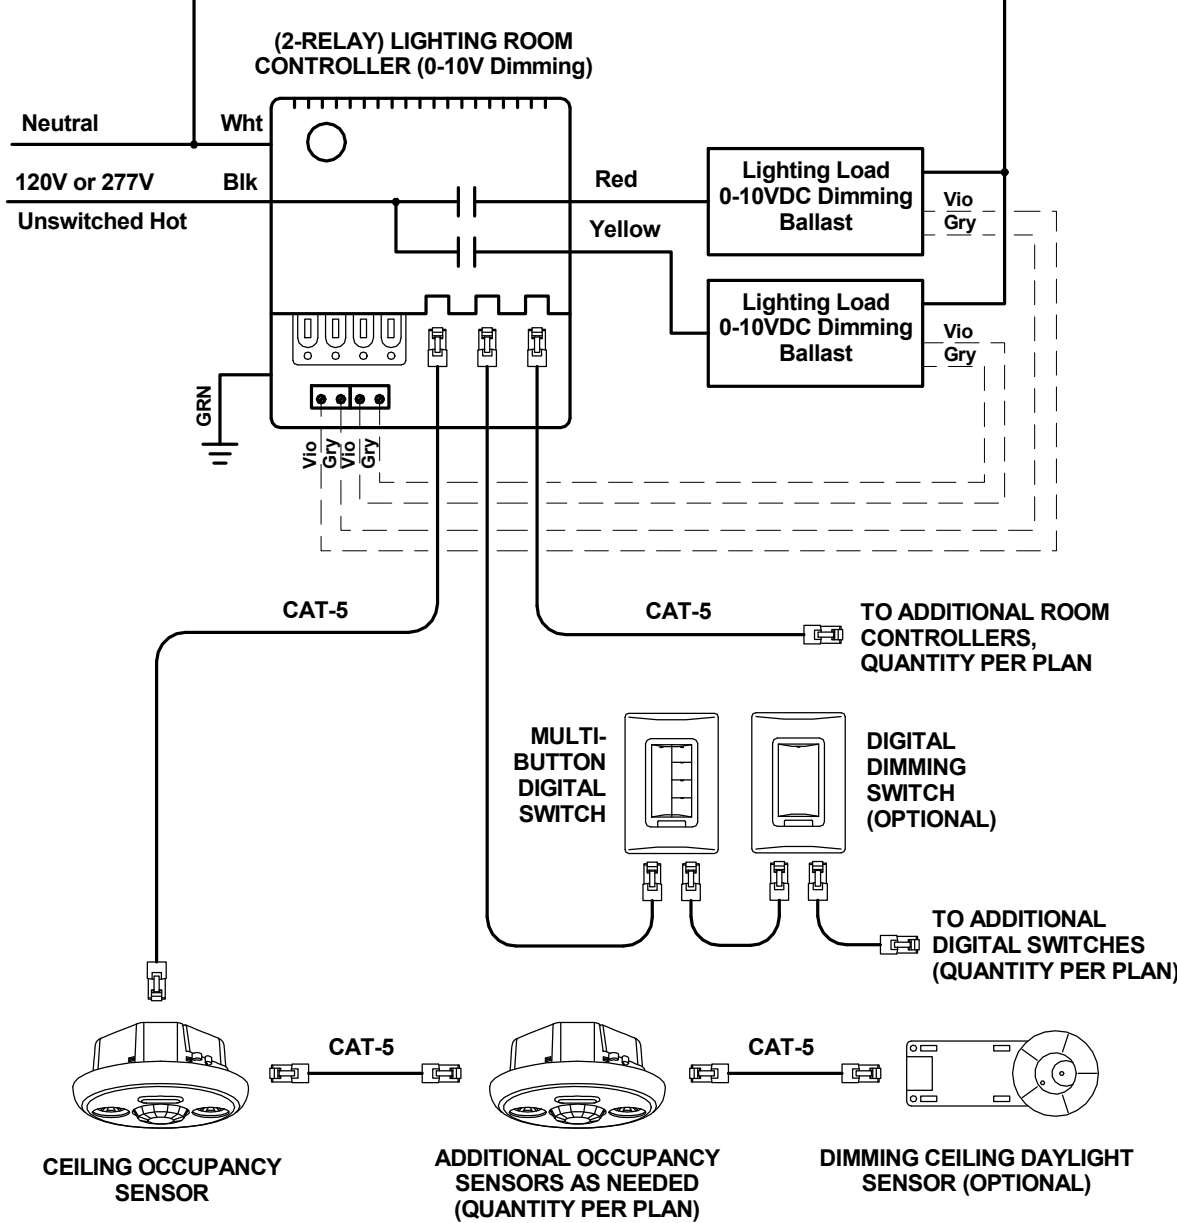 (2-RELAY) LIGHTING ROOM
CONTROLLER (0-10V Dimming)
Neutral
Wht
120V or 277V
Blk
Unswitched Hot
Red
Yellow
Lighting Load
0-10VDC Dimming
Ballast
Vio
Gry
Lighting Load
0-10VDC Dimming
Ballast
Vio
Gry
GRN
Vio
Gry
Vio
Gry
CAT-5
CAT-5
TO ADDITIONAL ROOM
CONTROLLERS,
QUANTITY PER PLAN
MULTI-
BUTTON
DIGITAL
SWITCH
DIGITAL
DIMMING
SWITCH
(OPTIONAL)
TO ADDITIONAL
DIGITAL SWITCHES
(QUANTITY PER PLAN)
CAT-5
CAT-5
CEILING OCCUPANCY
SENSOR
ADDITIONAL OCCUPANCY
SENSORS AS NEEDED
(QUANTITY PER PLAN)
DIMMING CEILING DAYLIGHT
SENSOR (OPTIONAL)